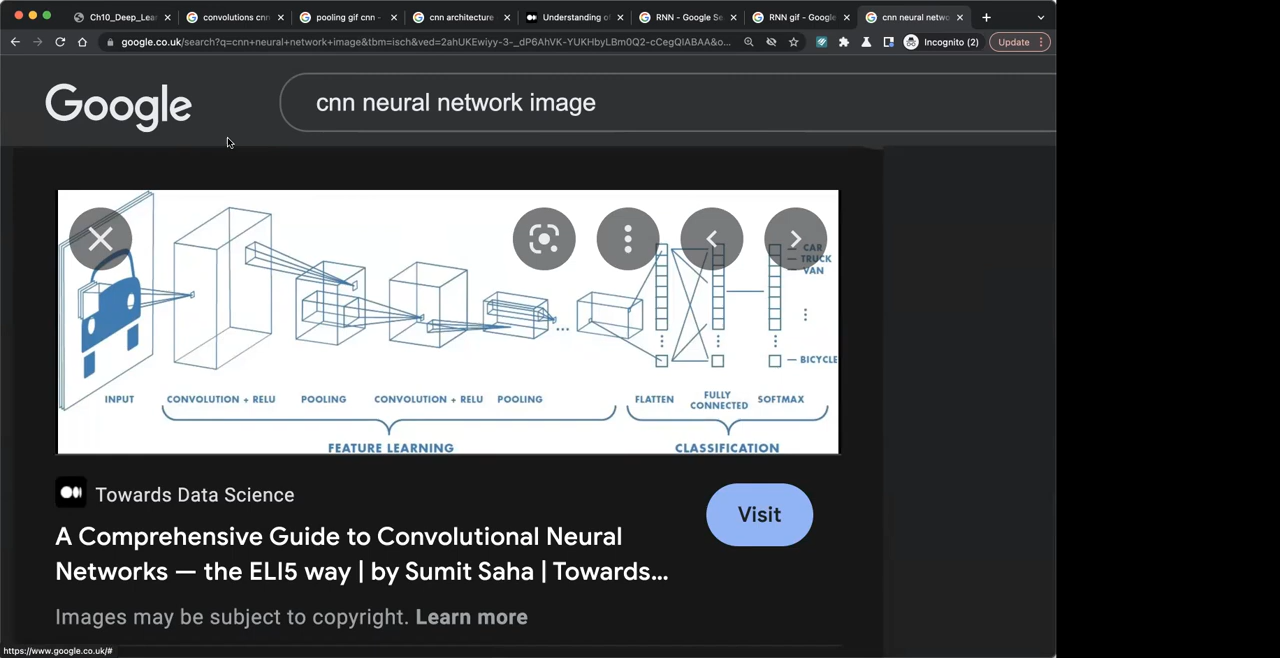 Ch10_Deep_Lear
convolutions cnn
pooling gif cnn -
cnn architecture
Understanding of
RNN - Google Se
RNN gif - Google
cnn neural netwo
google.co.uk/search?q=cnn+neural+network+image&tbm=isch&ved=2ahUKEwiyy-3-_dP6AhVK-YUKHbyLBm0Q2-cCegQIABAA&o...
Incognito (2)
Update
Google
cnn neural network image
CAR
TRUCK
VAN
BICYCLE
INPUT
CONVOLUTION + RELU
POOLING
CONVOLUTION + RELU
POOLING
FLATTEN
FULLY
CONNECTED
SOFTMAX
FEATURE LEARNING
CLASSIFICATION
Towards Data Science
Visit
A Comprehensive Guide to Convolutional Neural
Networks — the ELI5 way | by Sumit Saha | Towards...
Images may be subject to copyright. Learn more
https://www.google.co.uk/#